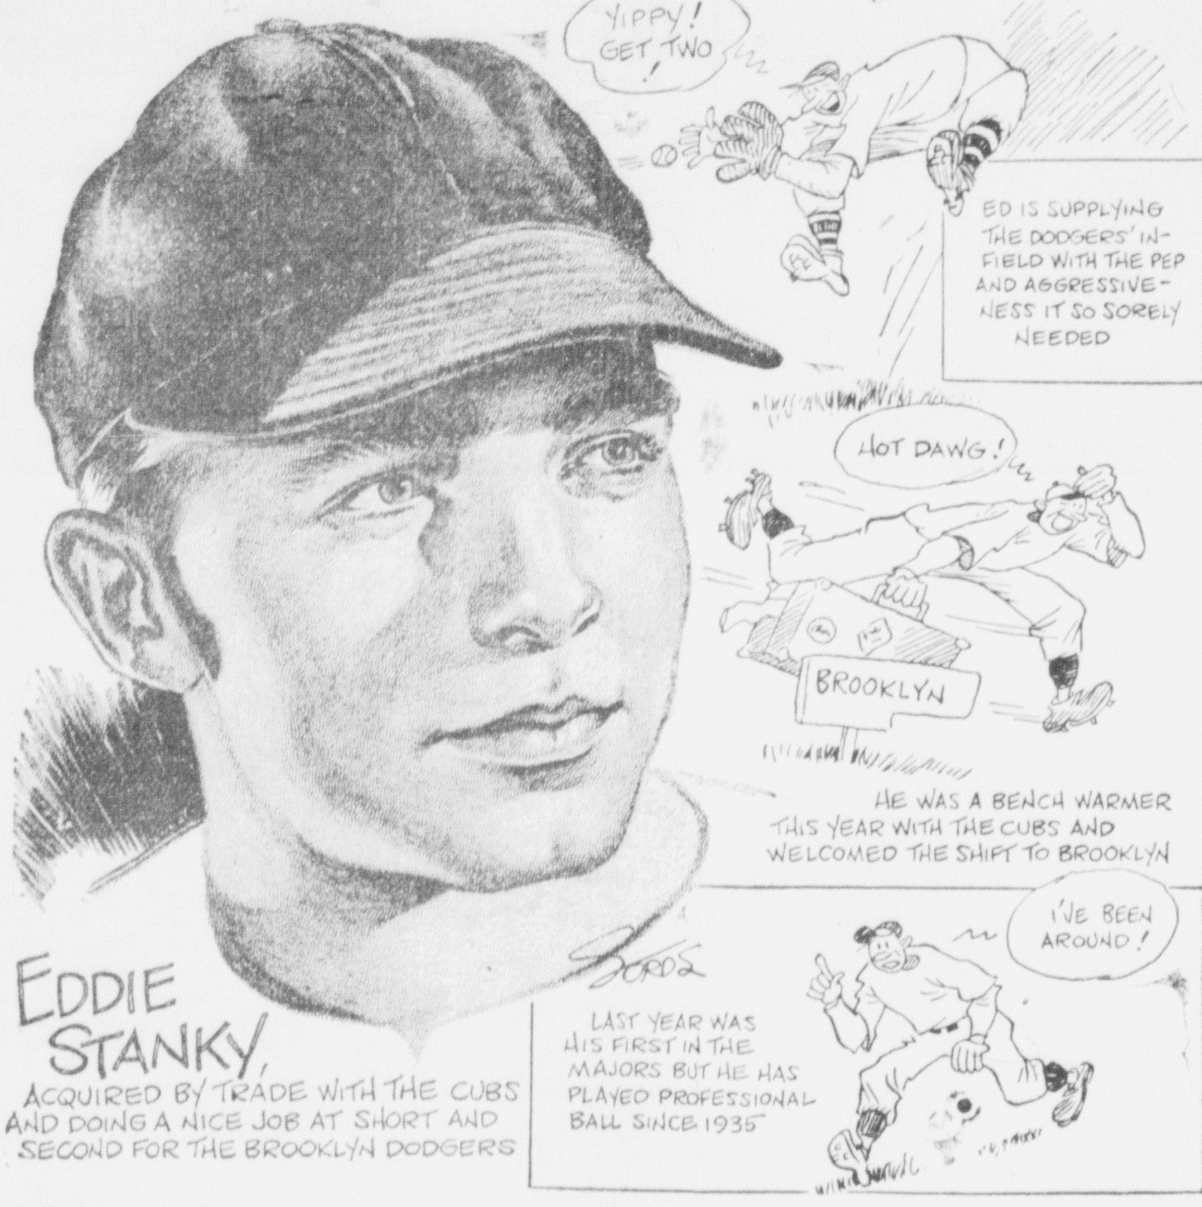 YIPPY!
GET TWO
!
ED IS SUPPLYING
THE DODGERS' IN-
FIELD WITH THE PEP
AND AGGRESSIVE-
NESS IT SO SORELY
NEEDED
HOT DAWG!
BROOKLYN
HE WAS A BENCH WARMER
THIS YEAR WITH THE CUBS AND
WELCOMED THE SHIFT TO BROOKLYN
I'VE BEEN
AROUND!
SORDS
LAST YEAR WAS
HIS FIRST IN THE
MAJORS BUT HE HAS
PLAYED PROFESSIONAL
BALL SINCE 1935
EDDIE
STANKY,
ACQUIRED BY TRADE WITH THE CUBS
AND DOING A NICE JOB AT SHORT AND
SECOND FOR THE BROOKLYN DODGERS